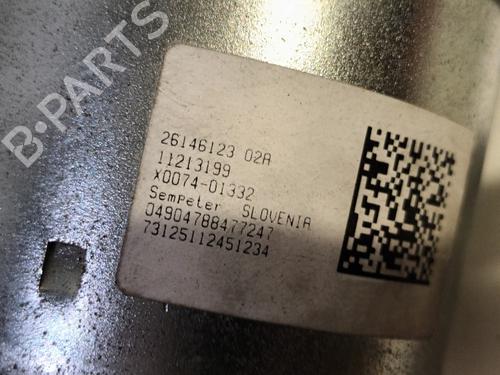 B-PARTS
26146123 02A
11213199
X0074-01332
Sempeter SLOVENIA
04904788477247
73125112451234